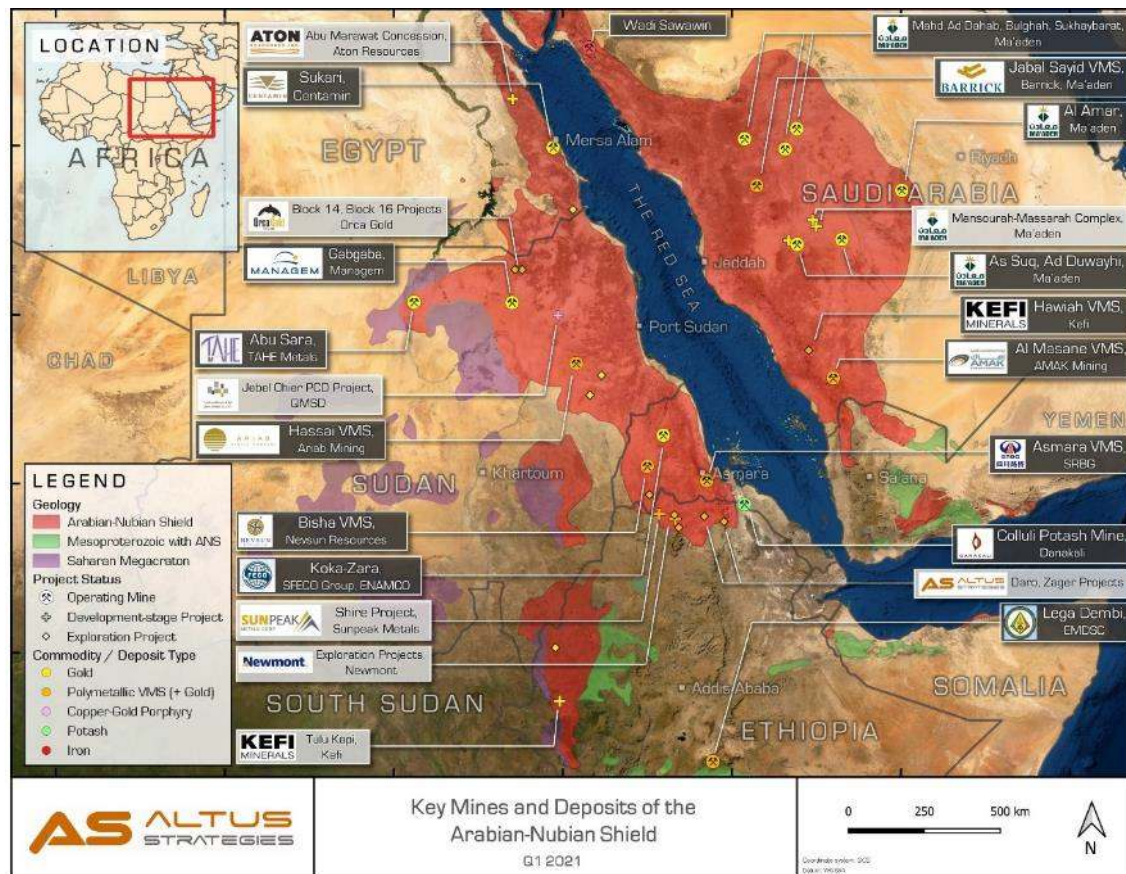 LOCATION
AFRICA
ATON
Abu Marawat Concession,
Aton Resources
Sukari,
Centamin
CENTAMIN
Wadi Sawawin
Mahd Ad Dahab, Bulghah, Sukhaybarat,
Ma'aden
Jabal Sayid VMS,
Barrick, Ma'aden
BARRICK
Al Amar,
Ma'aden
EGYPT
Mersa Alam
Riyadh
SAUDI ARABIA
Block 14, Block 16 Projects
Orca Gold
Mansourah-Massarah Complex,
Ma'aden
THE RED SEA
Gabgaba,
Managem
MANAGEM
Jeddah
As Suq, Ad Duwayhi,
Ma'aden
LIBYA
KEFI
MINERALS
Hawiah VMS,
Kefi
Port Sudan
TAHE
Abu Sara,
TAHE Metals
CHAD
AMAK
Al Masane VMS,
AMAK Mining
Jebel Ohier PCD Project,
QMSD
YEMEN
Hassai VMS,
Ariab Mining
Asmara VMS,
SRBG
Khartoum
Asmara
Sana'a
SUDAN
LEGEND
Geology
Arabian-Nubian Shield
Mesoproterozoic with ANS
Saharan Megacraton
Project Status
Operating Mine
Development-stage Project
Exploration Project
Commodity / Deposit Type
Gold
Polymetallic VMS (+ Gold)
Copper-Gold Porphyry
Potash
Iron
NEVSUN
Bisha VMS,
Nevsun Resources
Colluli Potash Mine,
Danakali
SFECO
Koka-Zara,
SFECO Group, ENAMCO
AS ALTUS
STRATEGIES
Daro, Zager Projects
SUNPEAK
Shire Project,
Sunpeak Metals
Lega Dembi,
EMDSC
Newmont
Exploration Projects,
Newmont
Addis Ababa
SOMALIA
SOUTH SUDAN
ETHIOPIA
KEFI
MINERALS
Tulu Kapi,
Kefi
AS ALTUS
STRATEGIES
Key Mines and Deposits of the
Arabian-Nubian Shield
Q1 2021
0 250 500 km
N